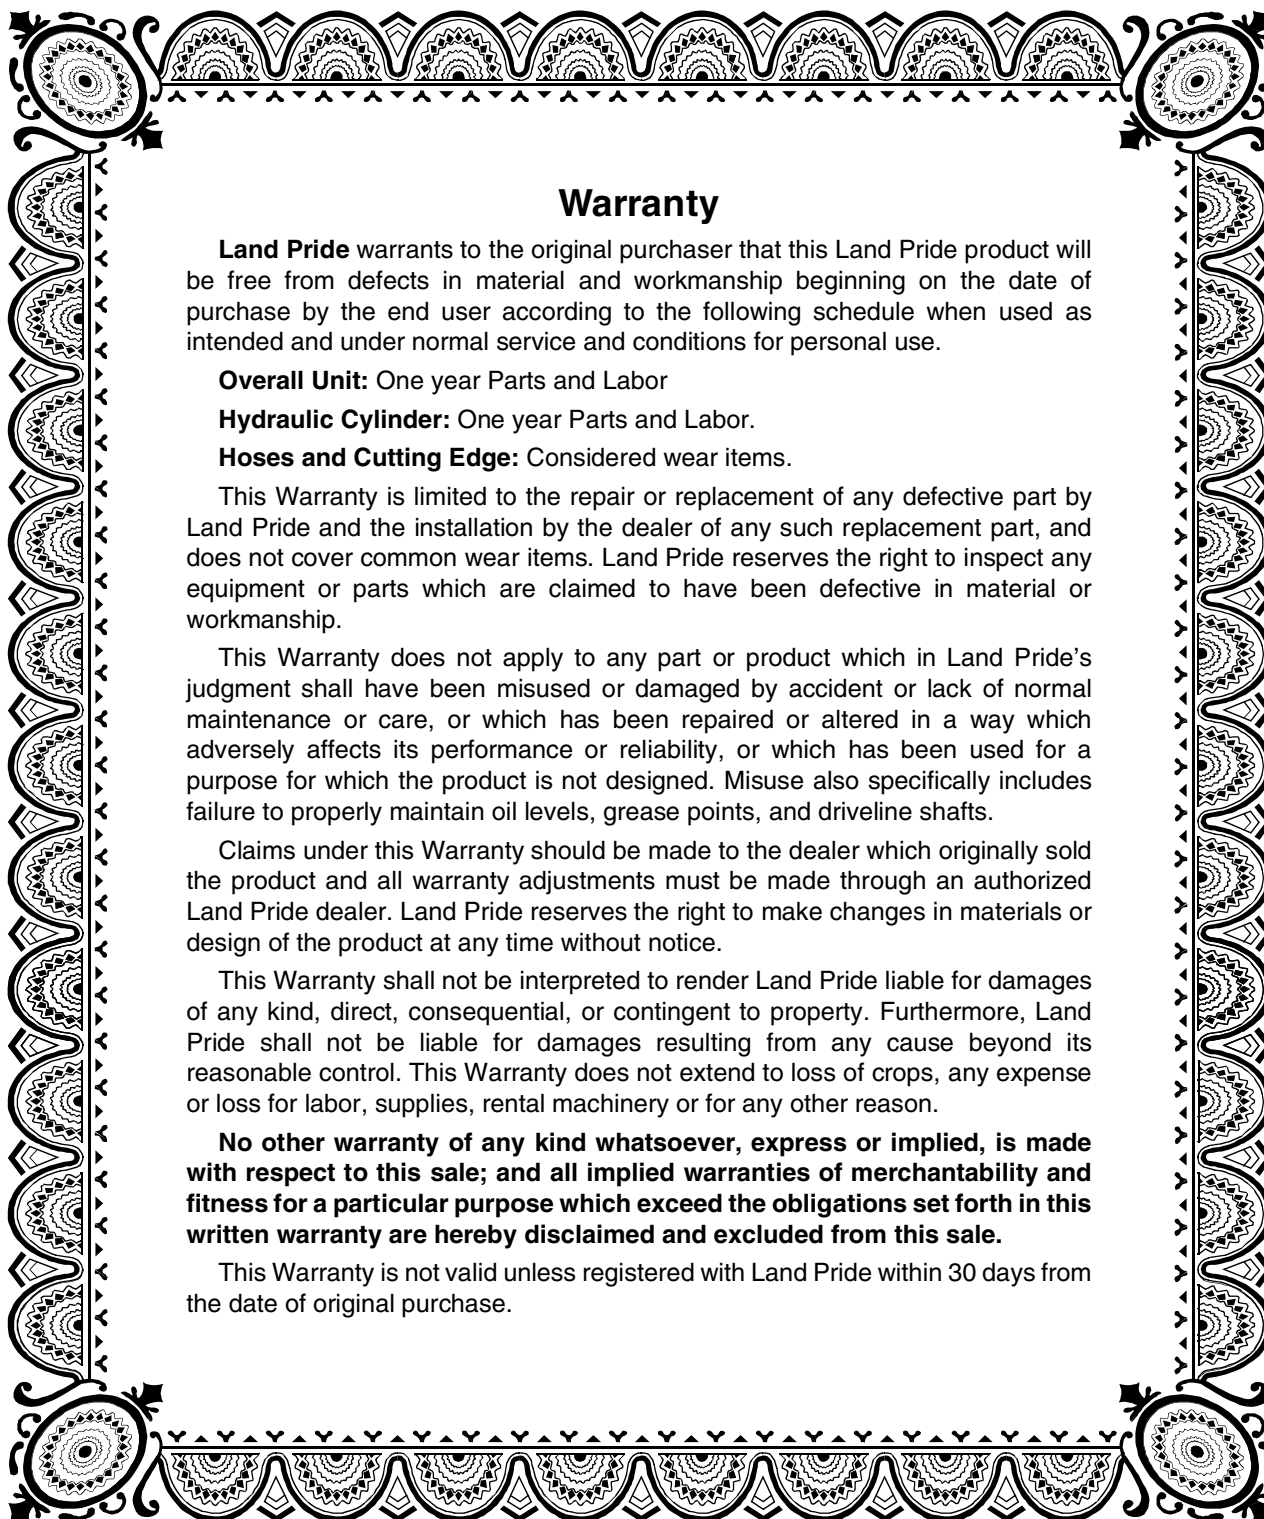 Warranty
Land Pride warrants to the original purchaser that this Land Pride product will
be free from defects in material and workmanship beginning on the date of
purchase by the end user according to the following schedule when used as
intended and under normal service and conditions for personal use.
Overall Unit: One year Parts and Labor
Hydraulic Cylinder: One year Parts and Labor.
Hoses and Cutting Edge: Considered wear items.
This Warranty is limited to the repair or replacement of any defective part by
Land Pride and the installation by the dealer of any such replacement part, and
does not cover common wear items. Land Pride reserves the right to inspect any
equipment or parts which are claimed to have been defective in material or
workmanship.
This Warranty does not apply to any part or product which in Land Pride’s
judgment shall have been misused or damaged by accident or lack of normal
maintenance or care, or which has been repaired or altered in a way which
adversely affects its performance or reliability, or which has been used for a
purpose for which the product is not designed. Misuse also specifically includes
failure to properly maintain oil levels, grease points, and driveline shafts.
Claims under this Warranty should be made to the dealer which originally sold
the product and all warranty adjustments must be made through an authorized
Land Pride dealer. Land Pride reserves the right to make changes in materials or
design of the product at any time without notice.
This Warranty shall not be interpreted to render Land Pride liable for damages
of any kind, direct, consequential, or contingent to property. Furthermore, Land
Pride shall not be liable for damages resulting from any cause beyond its
reasonable control. This Warranty does not extend to loss of crops, any expense
or loss for labor, supplies, rental machinery or for any other reason.
No other warranty of any kind whatsoever, express or implied, is made
with respect to this sale; and all implied warranties of merchantability and
fitness for a particular purpose which exceed the obligations set forth in this
written warranty are hereby disclaimed and excluded from this sale.
This Warranty is not valid unless registered with Land Pride within 30 days from
the date of original purchase.